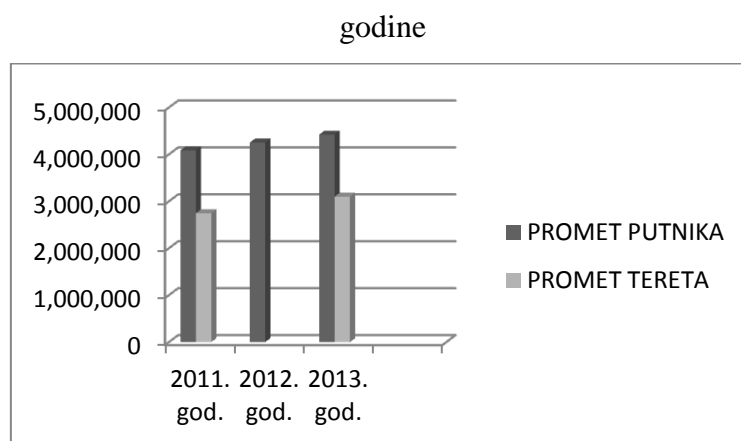 godine
5,000,000
4,000,000
3,000,000
2,000,000
1,000,000
0
2011. 2012. 2013.
god. god. god.
PROMET PUTNIKA
PROMET TERETA